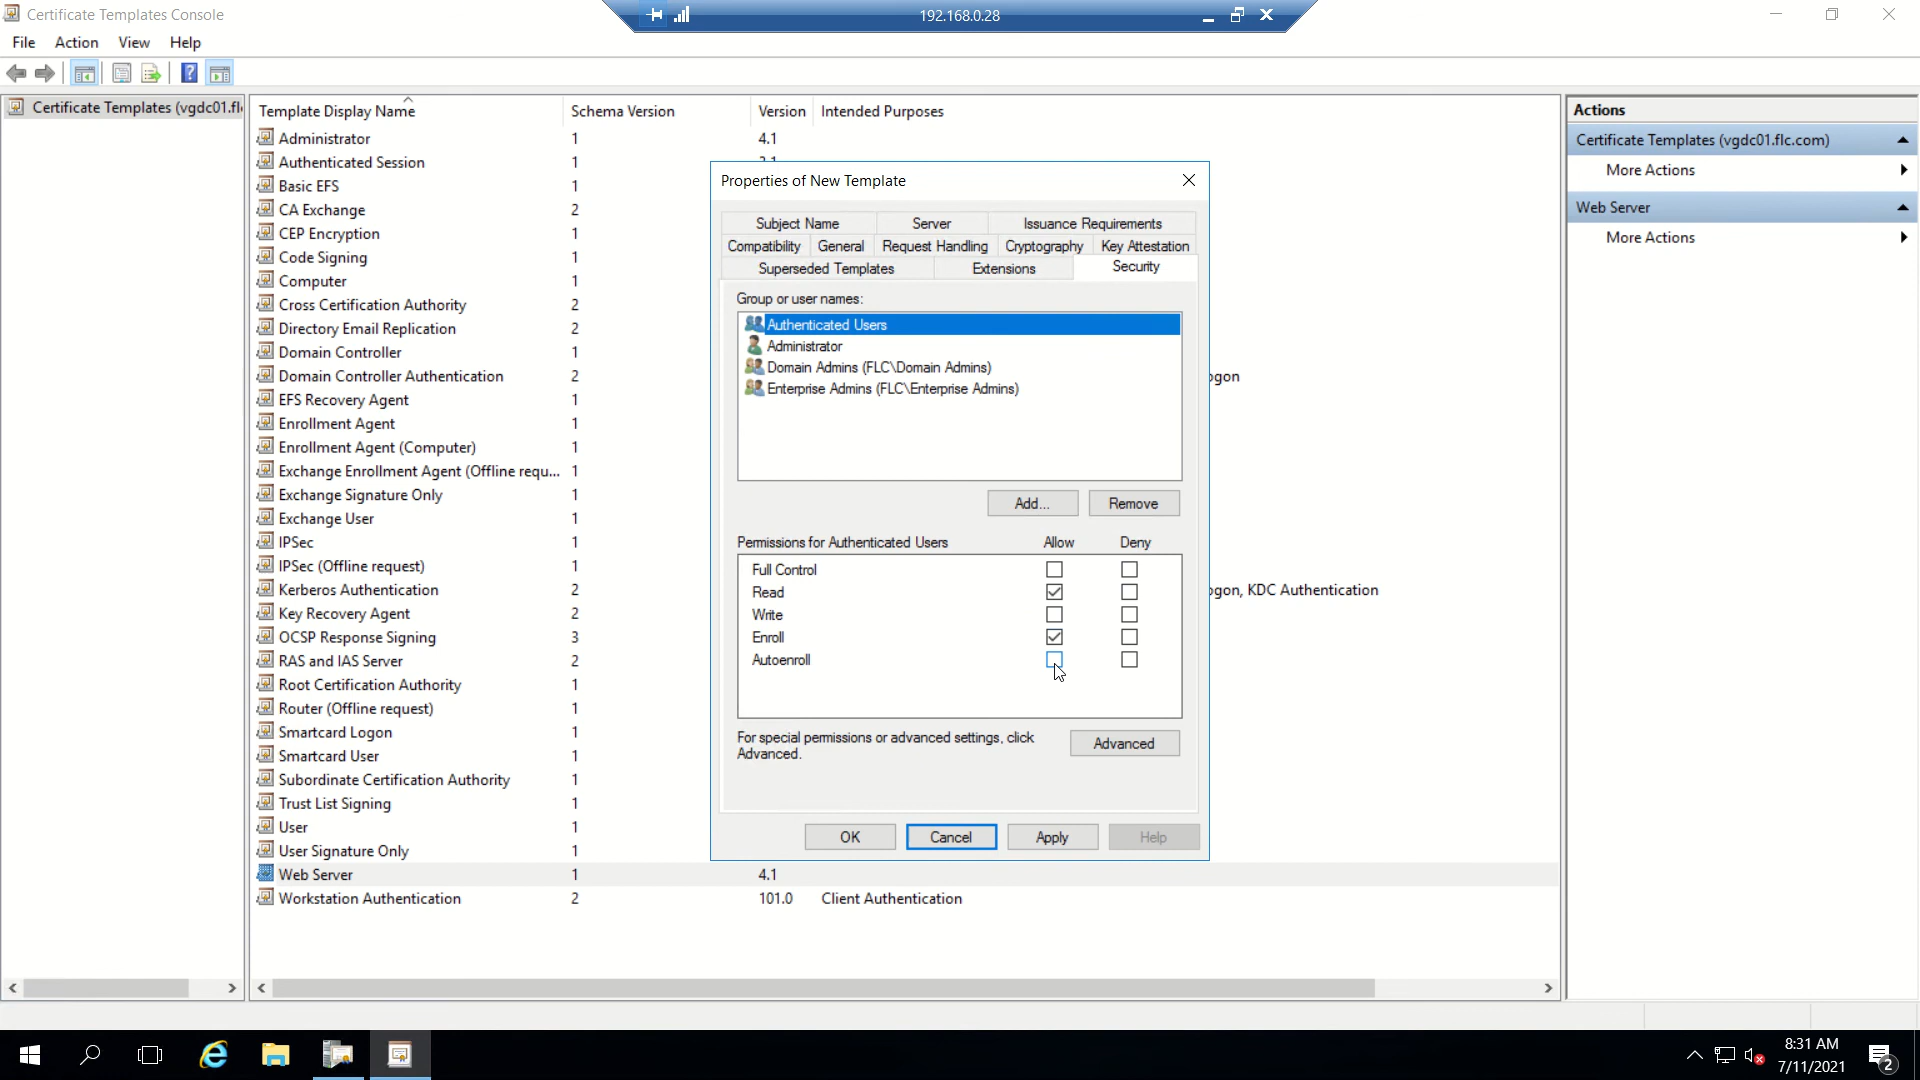 Certificate Templates Console
192.168.0.28
File Action View Help
Certificate Templates (vgdc01.fl
Template Display Name Schema Version Version Intended Purposes
Administrator 1 4.1
Authenticated Session 1
Basic EFS 1
CA Exchange 2
CEP Encryption 1
Code Signing 1
Computer 1
Cross Certification Authority 2
Directory Email Replication 2
Domain Controller 1
Domain Controller Authentication 2 ogon
EFS Recovery Agent 1
Enrollment Agent 1
Enrollment Agent (Computer) 1
Exchange Enrollment Agent (Offline requ... 1
Exchange Signature Only 1
Exchange User 1
IPSec 1
IPSec (Offline request) 1
Kerberos Authentication 2 ogon, KDC Authentication
Key Recovery Agent 2
OCSP Response Signing 3
RAS and IAS Server 2
Root Certification Authority 1
Router (Offline request) 1
Smartcard Logon 1
Smartcard User 1
Subordinate Certification Authority 1
Trust List Signing 1
User 1
User Signature Only 1
Web Server 1 4.1
Workstation Authentication 2 101.0 Client Authentication
Properties of New Template
Subject Name Server Issuance Requirements
Compatibility General Request Handling Cryptography Key Attestation
Superseded Templates Extensions Security
Group or user names:
Authenticated Users
Administrator
Domain Admins (FLC\Domain Admins)
Enterprise Admins (FLC\Enterprise Admins)
Add... Remove
Permissions for Authenticated Users Allow Deny
Full Control
Read
Write
Enroll
Autoenroll
For special permissions or advanced settings, click
Advanced.
Advanced
OK Cancel Apply Help
Actions
Certificate Templates (vgdc01.flc.com)
More Actions
Web Server
More Actions
8:31 AM
7/11/2021
2